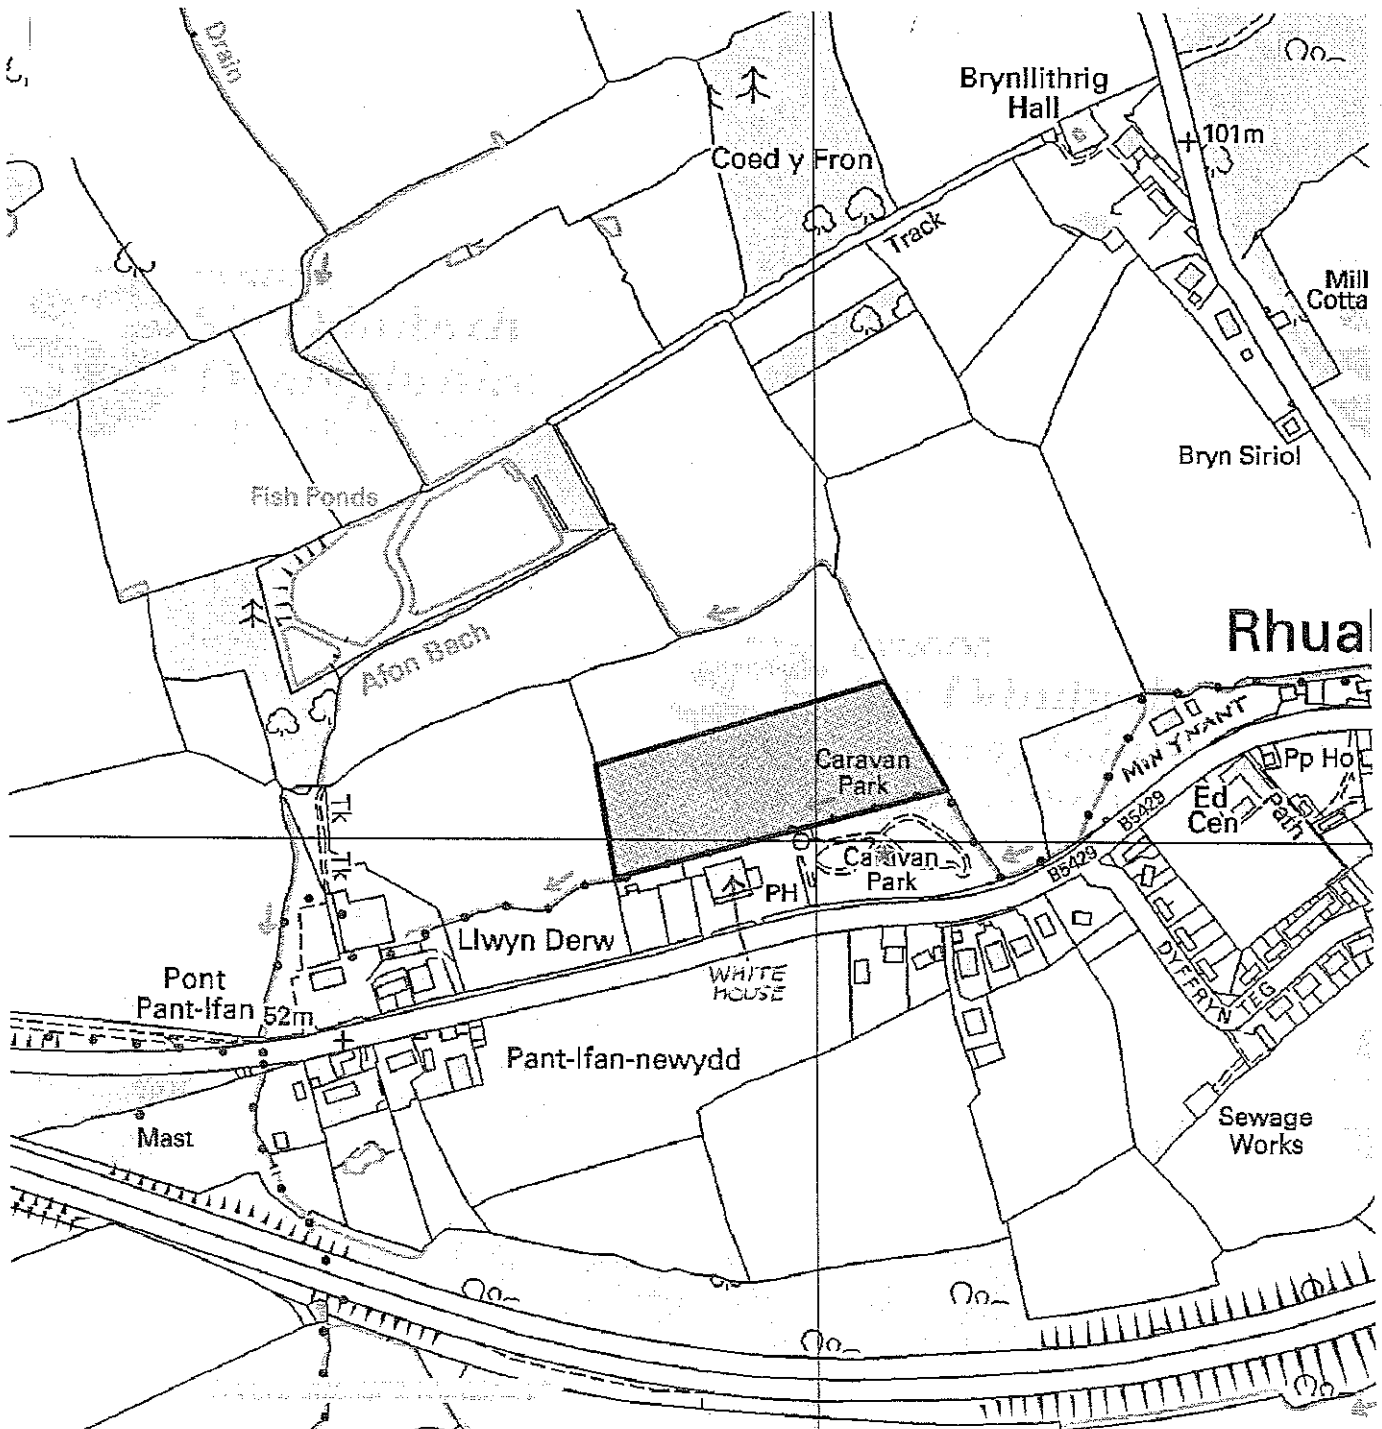 Drain
Brynllithrig
Hall
101m
Coed y Fron
Track
Mill
Cotta
Bryn Siriol
Fish Ponds
Rhual
Afon Bach
MIN Y NANT
Caravan
Park
Pp Ho
Ed
Cen
Path
B5429
B5429
Tk
Tk
Caravan
Park
PH
Llwyn Derw
WHITE
HOUSE
DYFFRYN TEG
Pont
Pant-Ifan
52m
Pant-Ifan-newydd
Mast
Sewage
Works